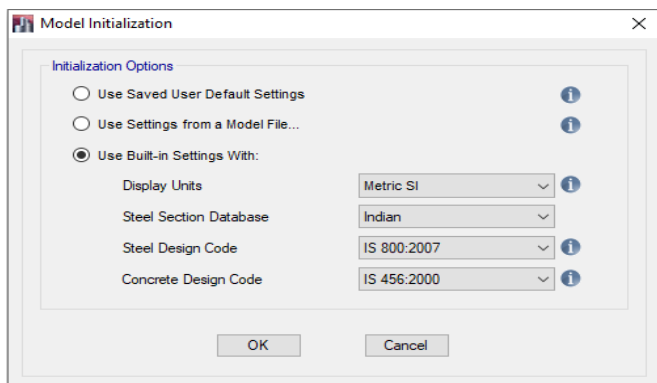 Model Initialization
Initialization Options
Use Saved User Default Settings
Use Settings from a Model File...
Use Built-in Settings With:
Display Units Metric SI
Steel Section Database Indian
Steel Design Code IS 800:2007
Concrete Design Code IS 456:2000
OK Cancel